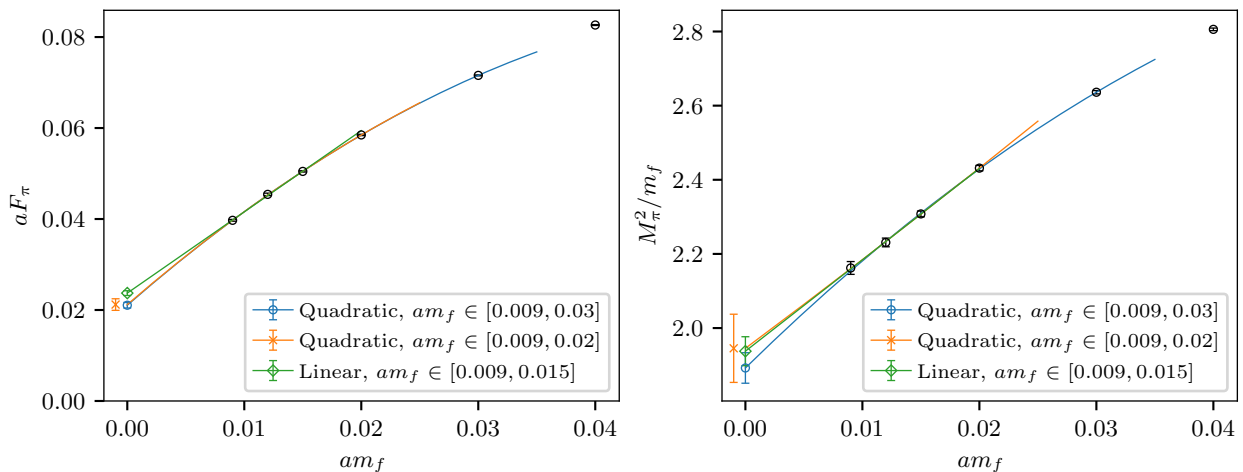 0.08
0.06
0.04
0.02
0.00
aF_π
0.00 0.01 0.02 0.03 0.04
am_f
Quadratic, am_f ∈ [0.009, 0.03]
Quadratic, am_f ∈ [0.009, 0.02]
Linear, am_f ∈ [0.009, 0.015]
2.8
2.6
2.4
2.2
2.0
M_π^2/m_f
0.00 0.01 0.02 0.03 0.04
am_f
Quadratic, am_f ∈ [0.009, 0.03]
Quadratic, am_f ∈ [0.009, 0.02]
Linear, am_f ∈ [0.009, 0.015]